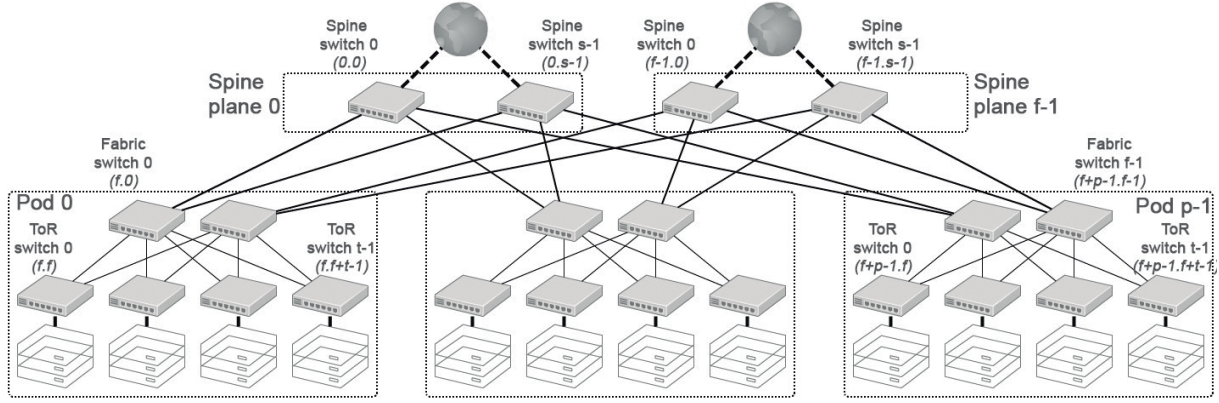 Spine
switch 0
(0.0)
Spine
switch s-1
(0.s-1)
Spine
switch 0
(f-1.0)
Spine
switch s-1
(f-1.s-1)
Spine
plane 0
Spine
plane f-1
Fabric
switch 0
(f.0)
Fabric
switch f-1
(f+p-1.f-1)
Pod 0
Pod p-1
ToR
switch 0
(f.f)
ToR
switch t-1
(f.f+t-1)
ToR
switch 0
(f+p-1.f)
ToR
switch t-1
(f+p-1.f+t-1)